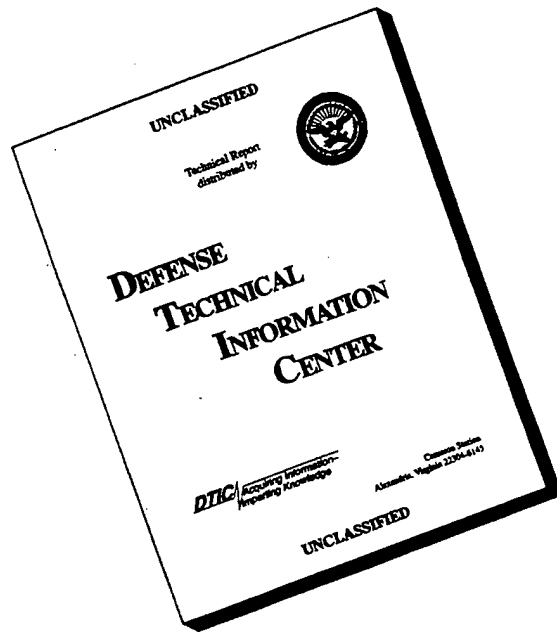 UNCLASSIFIED
Technical Report
distributed by
DEFENSE
TECHNICAL
INFORMATION
CENTER
DTIC Acquiring Information–
Imparting Knowledge
Cameron Station
Alexandria, Virginia 22304-6145
UNCLASSIFIED